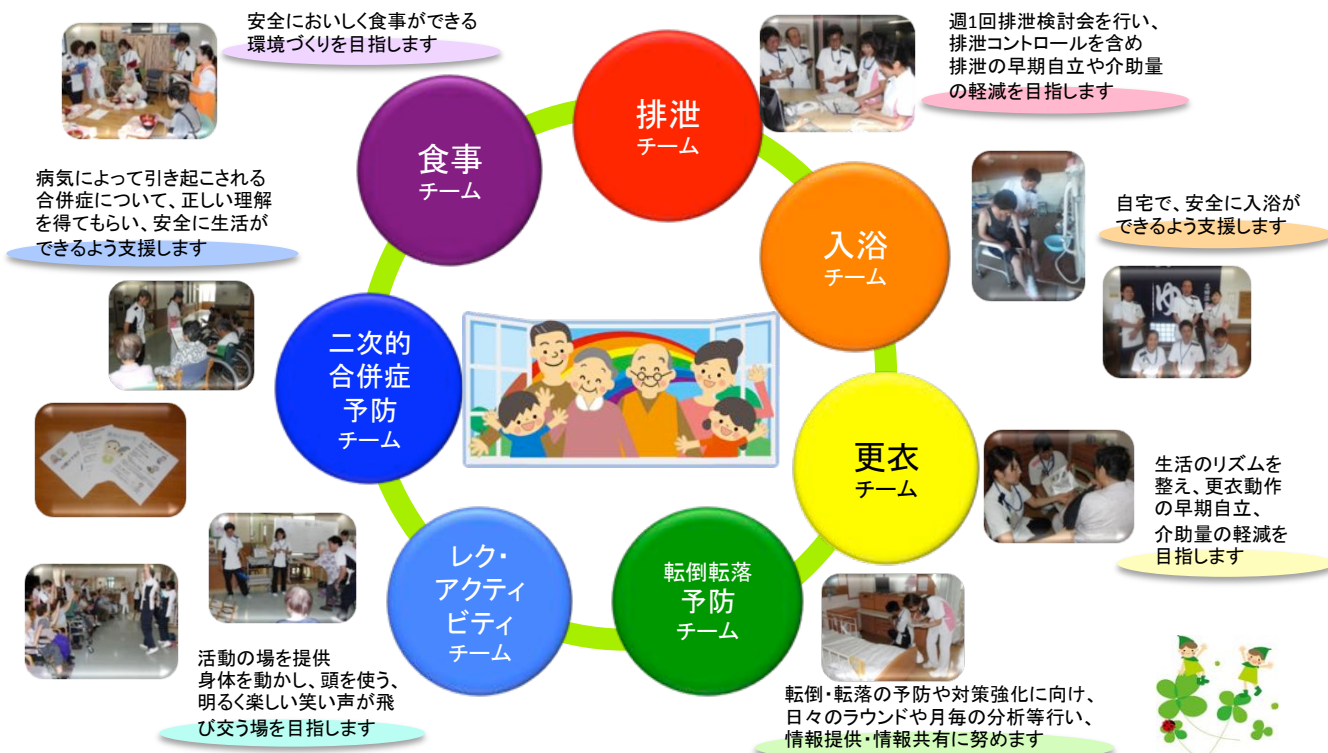 安全においしく食事ができる
環境づくりを目指します
週1回排泄検討会を行い、
排泄コントロールを含め
排泄の早期自立や介助量
の軽減を目指します
排泄
チーム
食事
チーム
病気によって引き起こされる
合併症について、正しい理解
を得てもらい、安全に生活が
できるよう支援します
自宅で、安全に入浴が
できるよう支援します
入浴
チーム
ゆ
二次的
合併症
予防
チーム
更衣
チーム
生活のリズムを
整え、更衣動作
の早期自立、
介助量の軽減を
目指します
レク・
アクティ
ビティ
チーム
転倒転落
予防
チーム
活動の場を提供
身体を動かし、頭を使う、
明るく楽しい笑い声が飛
び交う場を目指します
転倒・転落の予防や対策強化に向け、
日々のラウンドや月毎の分析等行い、
情報提供・情報共有に努めます